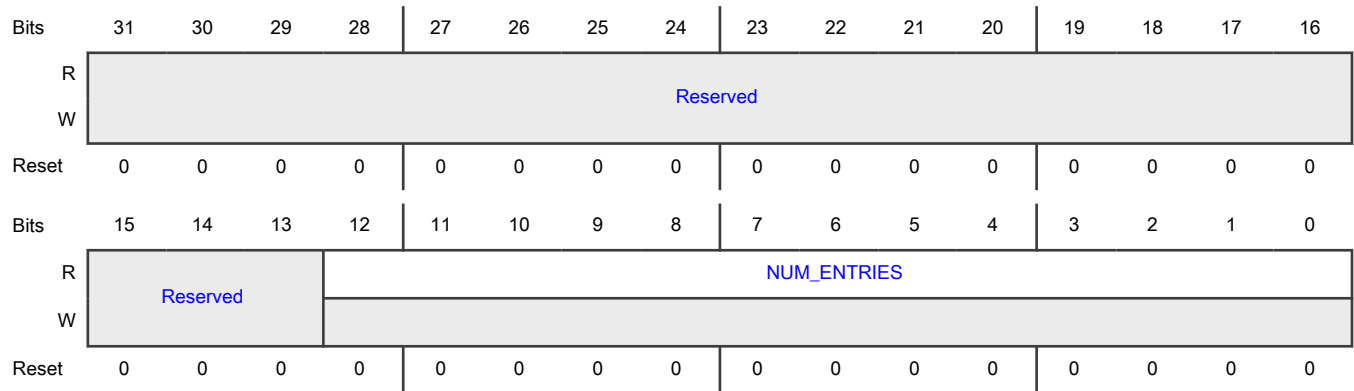 Bits 31 30 29 28 27 26 25 24 23 22 21 20 19 18 17 16
R
Reserved
W
Reset 0 0 0 0 0 0 0 0 0 0 0 0 0 0 0 0
Bits 15 14 13 12 11 10 9 8 7 6 5 4 3 2 1 0
R NUM_ENTRIES
Reserved
W
Reset 0 0 0 0 0 0 0 0 0 0 0 0 0 0 0 0